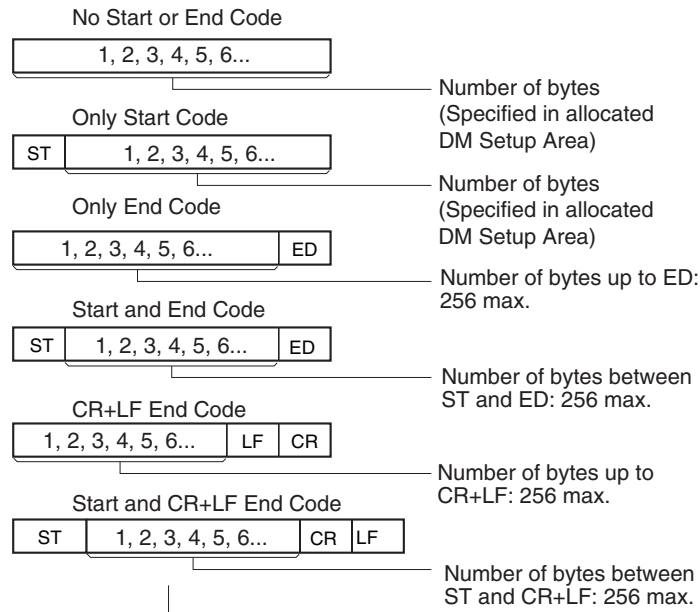 No Start or End Code
1, 2, 3, 4, 5, 6...
Number of bytes
(Specified in allocated
DM Setup Area)
Only Start Code
ST 1, 2, 3, 4, 5, 6...
Number of bytes
(Specified in allocated
DM Setup Area)
Only End Code
1, 2, 3, 4, 5, 6... ED
Number of bytes up to ED:
256 max.
Start and End Code
ST 1, 2, 3, 4, 5, 6... ED
Number of bytes between
ST and ED: 256 max.
CR+LF End Code
1, 2, 3, 4, 5, 6... LF CR
Number of bytes up to
CR+LF: 256 max.
Start and CR+LF End Code
ST 1, 2, 3, 4, 5, 6... CR LF
Number of bytes between
ST and CR+LF: 256 max.